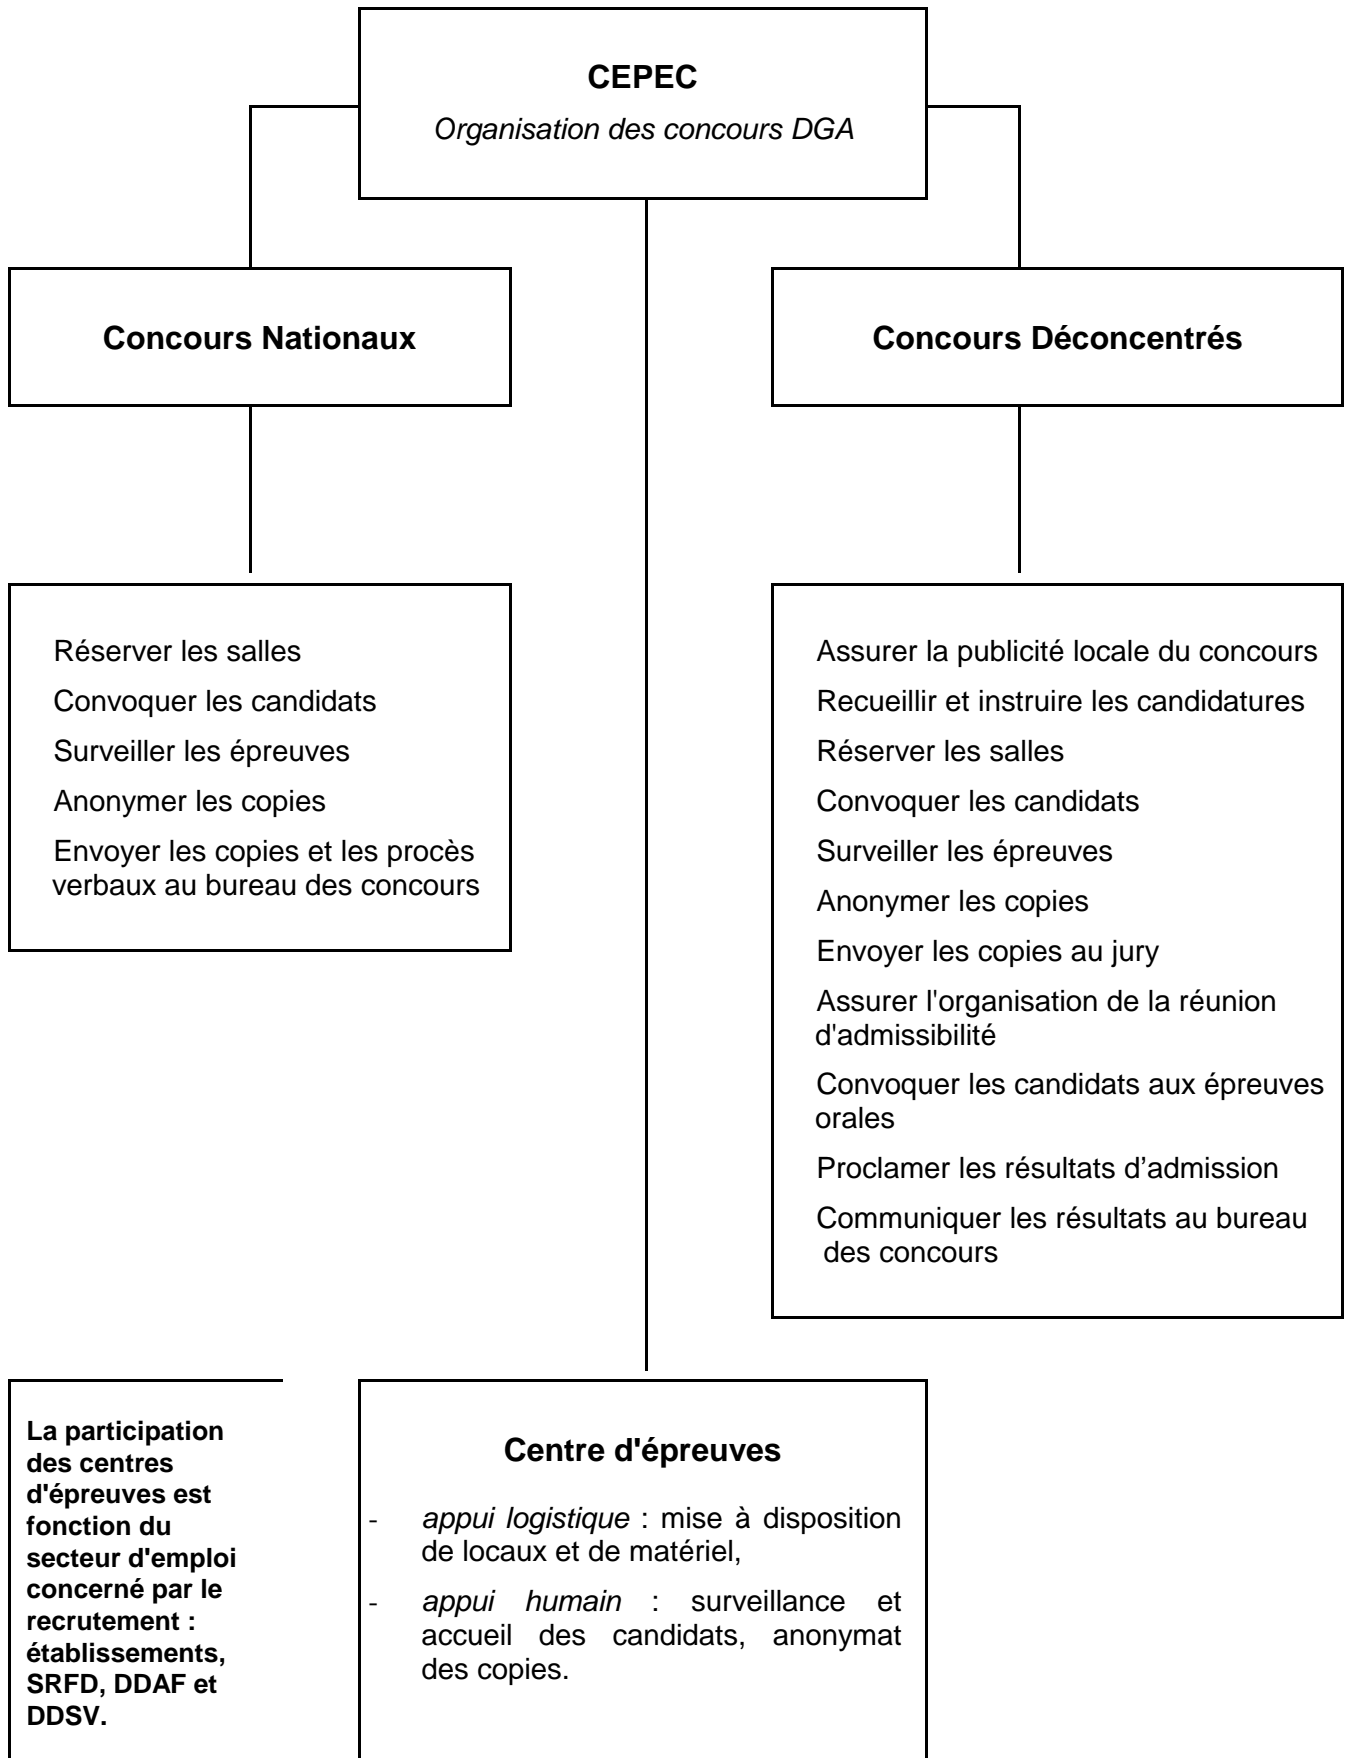 CEPEC
Organisation des concours DGA
Concours Nationaux
Concours Déconcentrés
Réserver les salles
Convoquer les candidats
Surveiller les épreuves
Anonymer les copies
Envoyer les copies et les procès
verbaux au bureau des concours
Assurer la publicité locale du concours
Recueillir et instruire les candidatures
Réserver les salles
Convoquer les candidats
Surveiller les épreuves
Anonymer les copies
Envoyer les copies au jury
Assurer l'organisation de la réunion
d'admissibilité
Convoquer les candidats aux épreuves
orales
Proclamer les résultats d’admission
Communiquer les résultats au bureau
des concours
La participation
des centres
d'épreuves est
fonction du
secteur d'emploi
concerné par le
recrutement :
établissements,
SRFD, DDAF et
DDSV.
Centre d'épreuves
- appui logistique : mise à disposition
de locaux et de matériel,
- appui humain : surveillance et
accueil des candidats, anonymat
des copies.